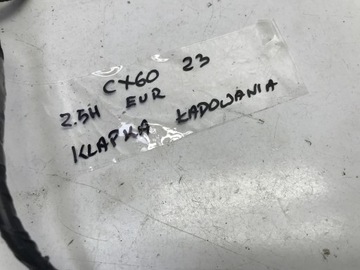 CX60 23
2.5H EUR
KLAPKA ŁADOWANIA